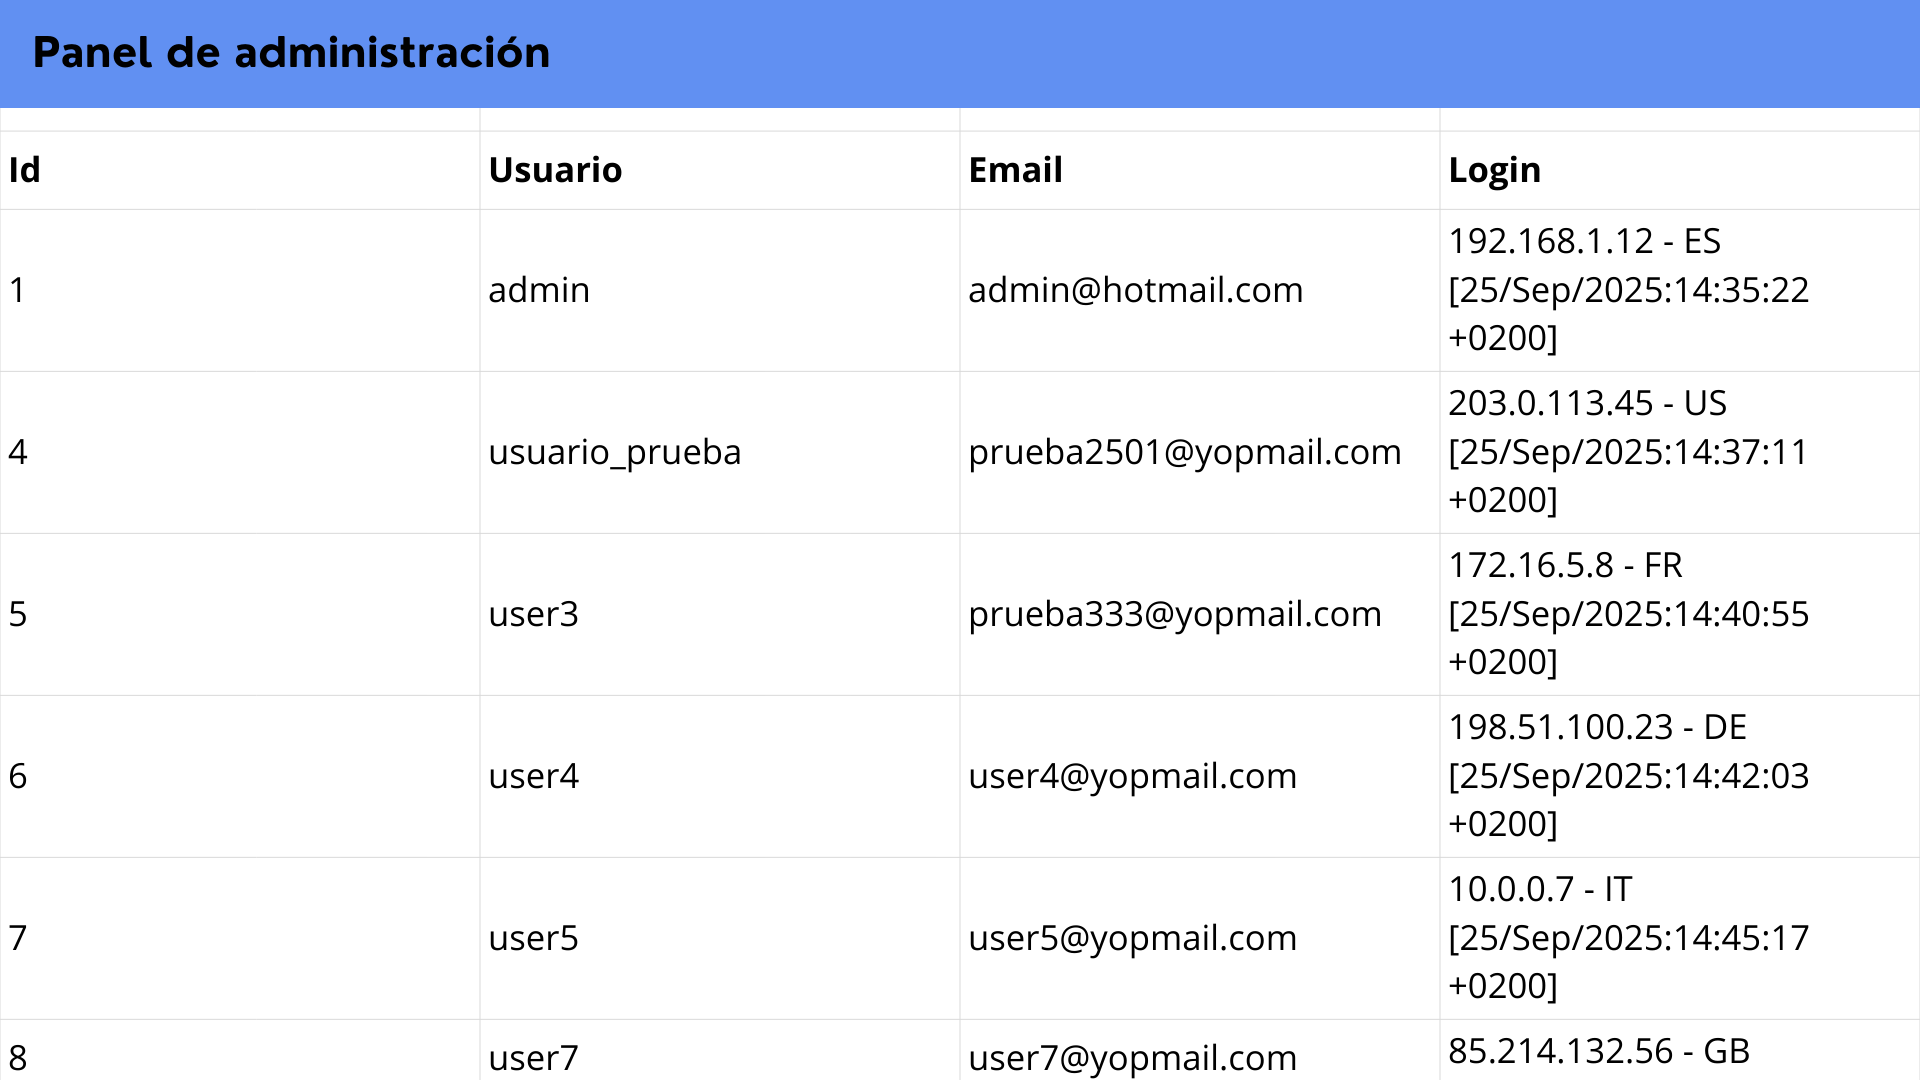 Panel de administración
Id Usuario Email Login
1 admin admin@hotmail.com 192.168.1.12 - ES
[25/Sep/2025:14:35:22
+0200]
4 usuario_prueba prueba2501@yopmail.com 203.0.113.45 - US
[25/Sep/2025:14:37:11
+0200]
5 user3 prueba333@yopmail.com 172.16.5.8 - FR
[25/Sep/2025:14:40:55
+0200]
6 user4 user4@yopmail.com 198.51.100.23 - DE
[25/Sep/2025:14:42:03
+0200]
7 user5 user5@yopmail.com 10.0.0.7 - IT
[25/Sep/2025:14:45:17
+0200]
8 user7 user7@yopmail.com 85.214.132.56 - GB